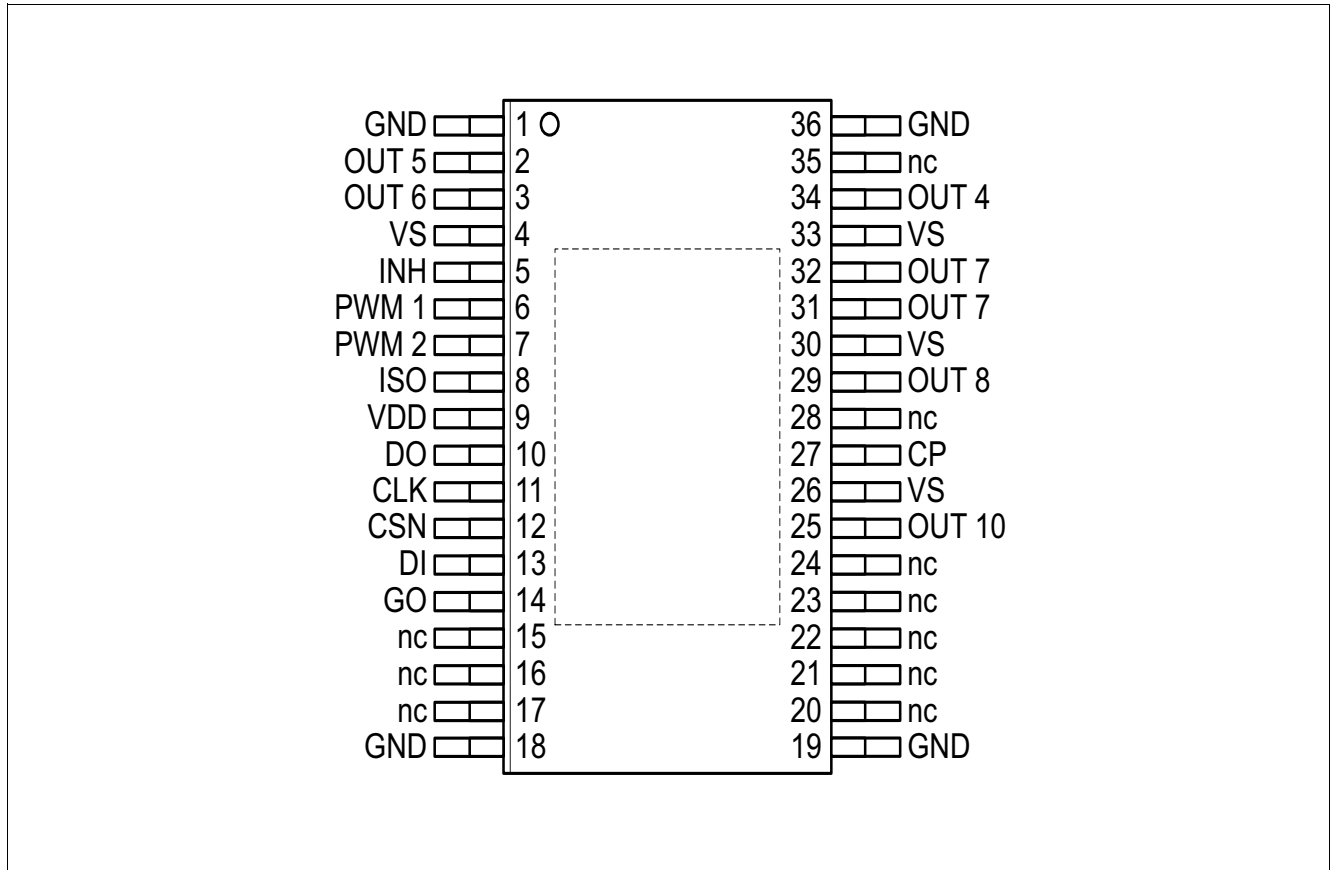 GND 1 36 GND
OUT 5 2 35 nc
OUT 6 3 34 OUT 4
VS 4 33 VS
INH 5 32 OUT 7
PWM 1 6 31 OUT 7
PWM 2 7 30 VS
ISO 8 29 OUT 8
VDD 9 28 nc
DO 10 27 CP
CLK 11 26 VS
CSN 12 25 OUT 10
DI 13 24 nc
GO 14 23 nc
nc 15 22 nc
nc 16 21 nc
nc 17 20 nc
GND 18 19 GND